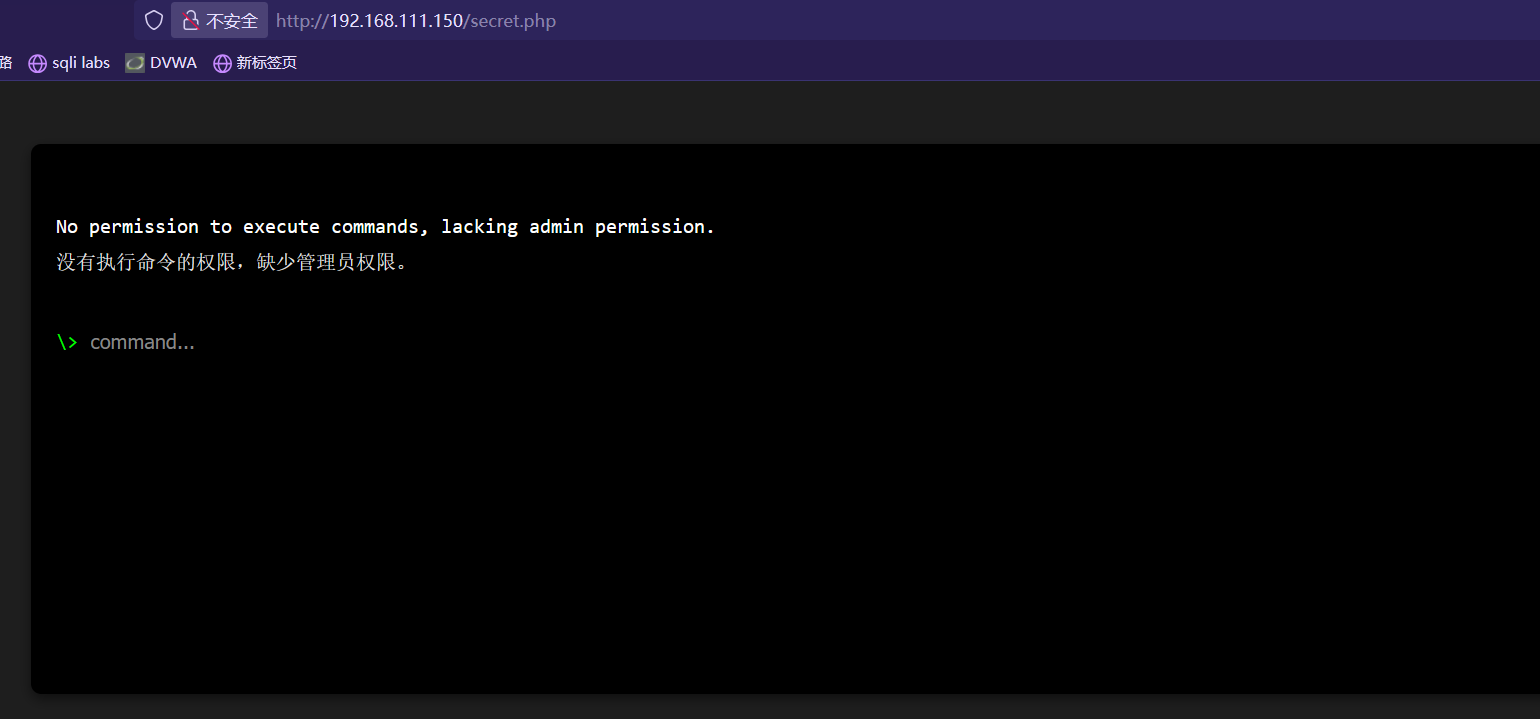 不安全 http://192.168.111.150/secret.php
路 sqli labs DVWA 新标签页
No permission to execute commands, lacking admin permission.
没有执行命令的权限，缺少管理员权限。
\> command...